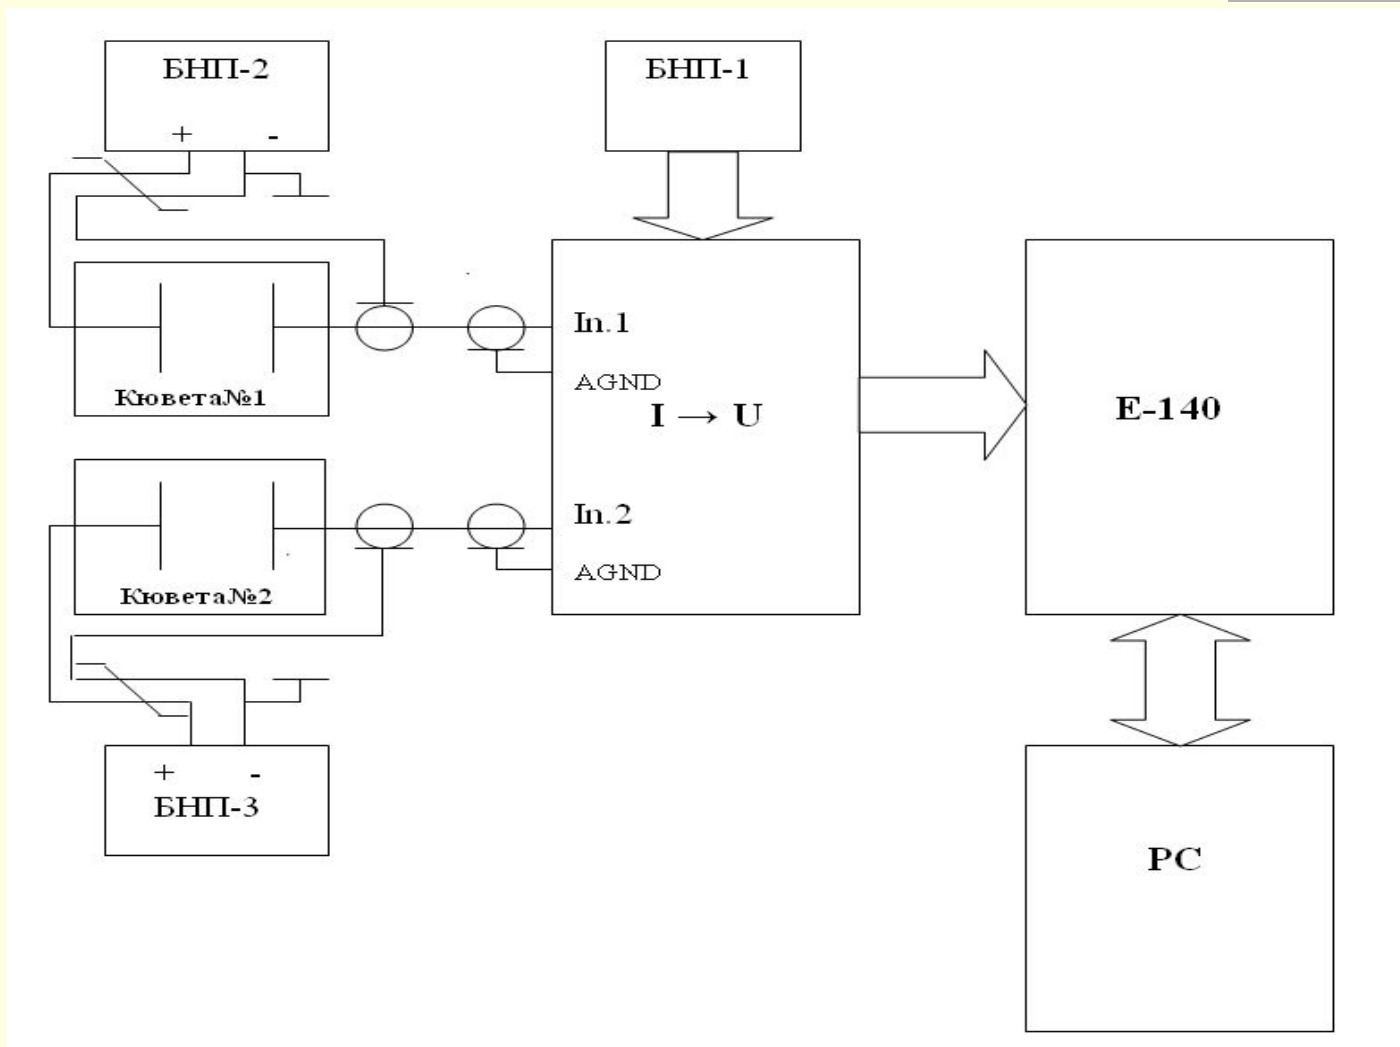 БНП-2
+ -
БНП-1
In.1
AGND
Кювета№1
I → U
E-140
In.2
AGND
Кювета№2
+ -
БНП-3
PC